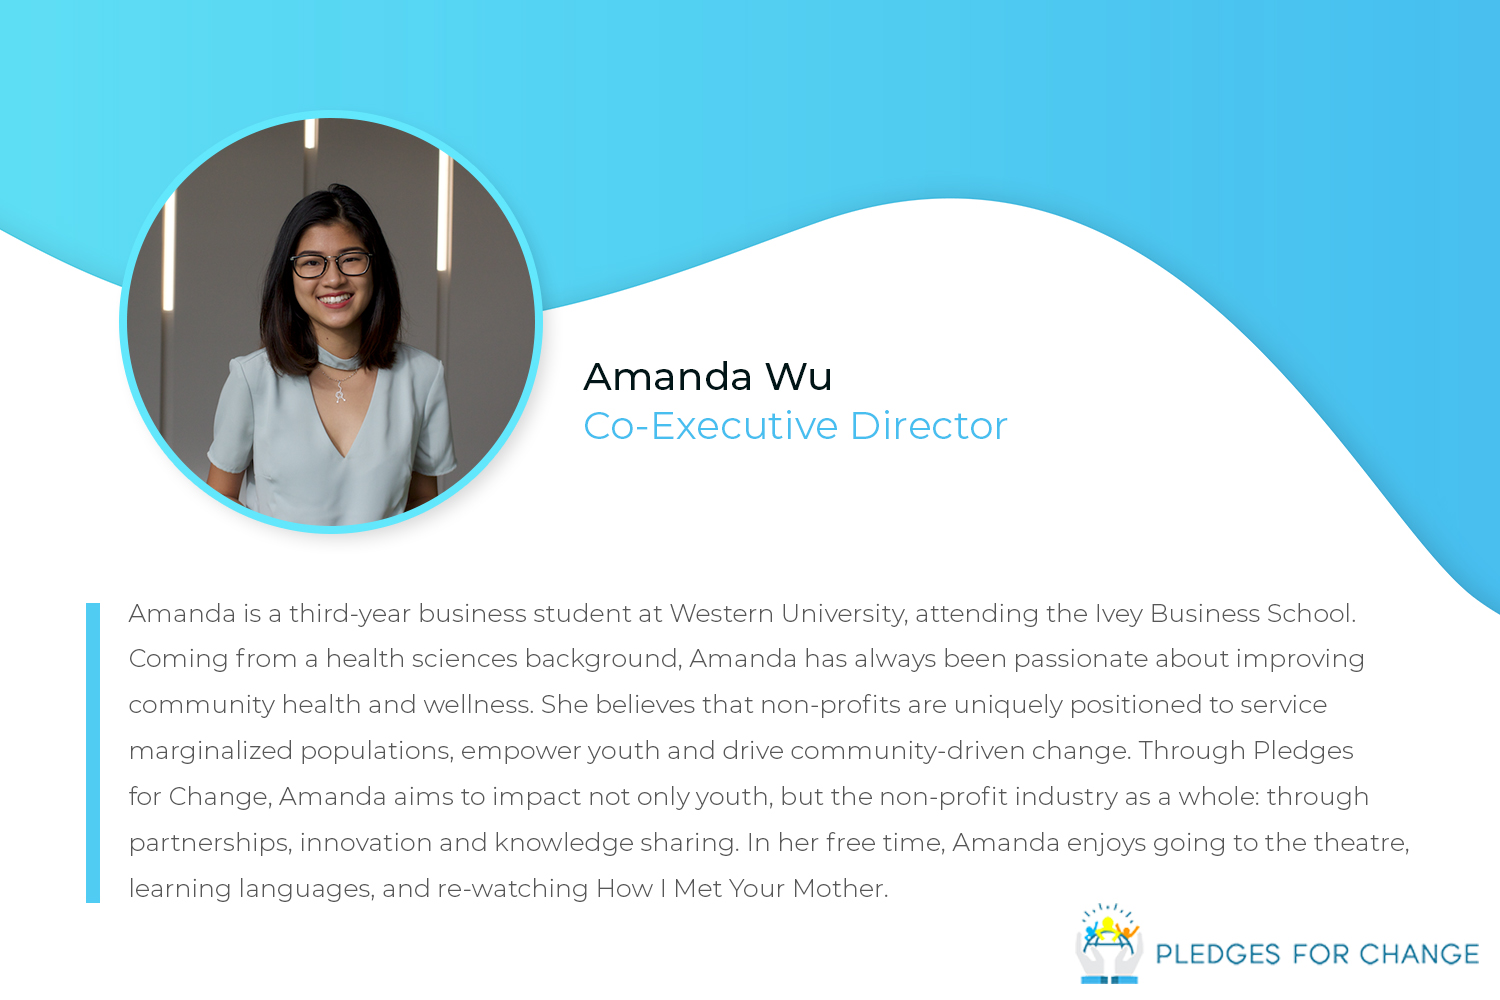 Amanda Wu
Co-Executive Director
Amanda is a third-year business student at Western University, attending the Ivey Business School.
Coming from a health sciences background, Amanda has always been passionate about improving
community health and wellness. She believes that non-profits are uniquely positioned to service
marginalized populations, empower youth and drive community-driven change. Through Pledges
for Change, Amanda aims to impact not only youth, but the non-profit industry as a whole: through
partnerships, innovation and knowledge sharing. In her free time, Amanda enjoys going to the theatre,
learning languages, and re-watching How I Met Your Mother.
PLEDGES FOR CHANGE